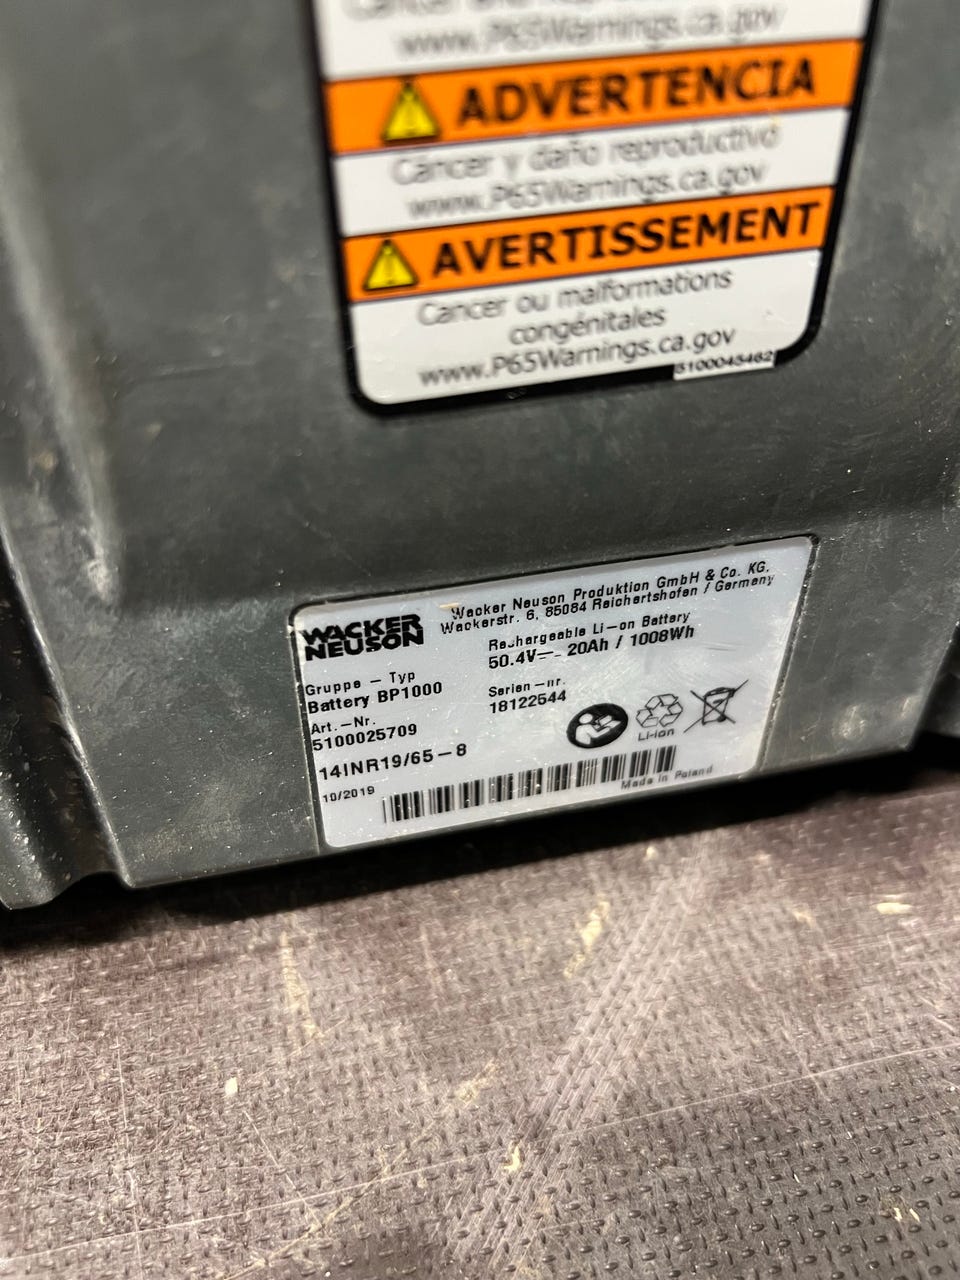 Cancer and Reproductive
www.P65Warnings.ca.gov
ADVERTENCIA
Cáncer y daño reproductivo
www.P65Warnings.ca.gov
AVERTISSEMENT
Cancer ou malformations
congénitales
www.P65Warnings.ca.gov
5100045462
WACKER
NEUSON
Wacker Neuson Produktion GmbH & Co. KG.
Wackerstr. 6, 85084 Reichertshofen / Germany
Rechargeable Li-on Battery
50.4V 20Ah / 1008Wh
Gruppe - Typ
Battery BP1000
Serien-nr.
18122544
Art.-Nr.
5100025709
14INR19/65-8
10/2019
Li-ion
Made in Poland